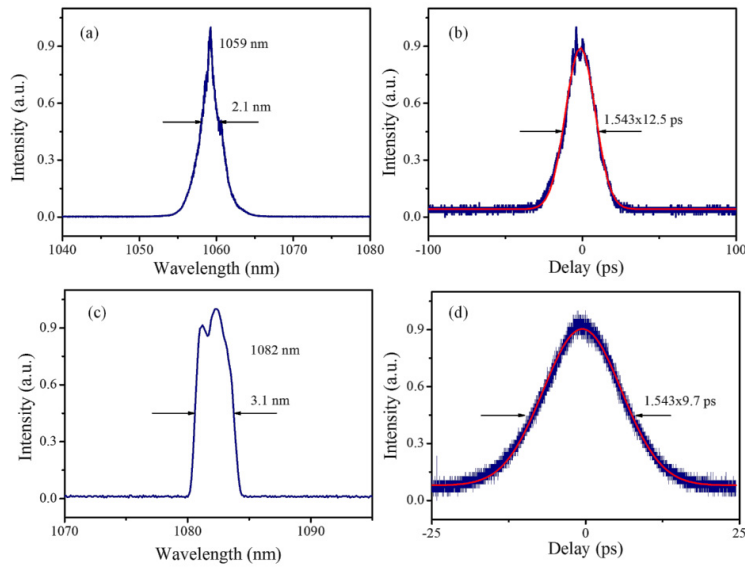 (a)
1059 nm
2.1 nm
Intensity (a.u.)
0.9
0.6
0.3
0.0
1040 1050 1060 1070 1080
Wavelength (nm)
(b)
1.543x12.5 ps
Intensity (a.u.)
0.9
0.6
0.3
0.0
-100 0 100
Delay (ps)
(c)
1082 nm
3.1 nm
Intensity (a.u.)
0.9
0.6
0.3
0.0
1070 1080 1090
Wavelength (nm)
(d)
1.543x9.7 ps
Intensity (a.u.)
0.9
0.6
0.3
0.0
-25 0 25
Delay (ps)